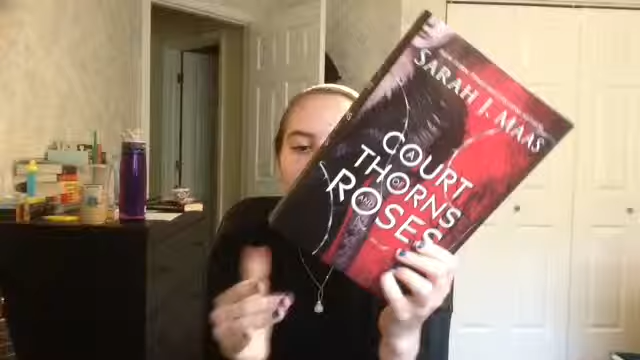 SARAH J. MAAS
A
COURT
OF
THORNS
AND
ROSES